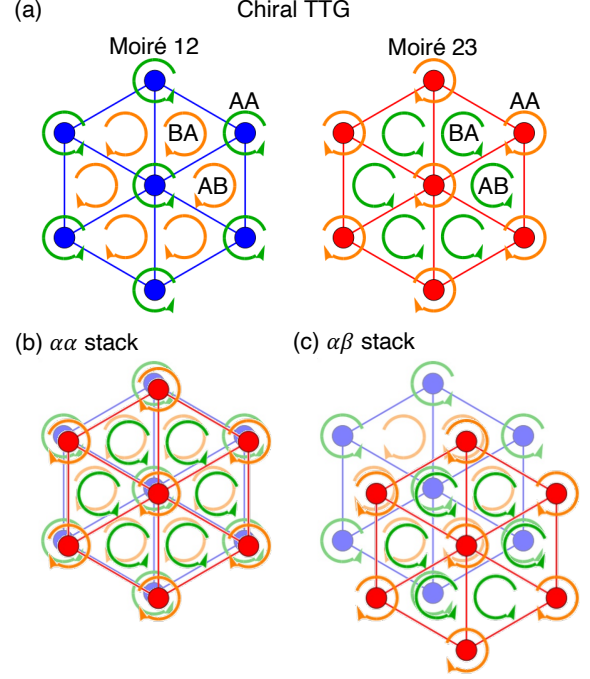 (a) Chiral TTG
Moiré 12 Moiré 23
AA AA
BA BA
AB AB
(b) αα stack (c) αβ stack